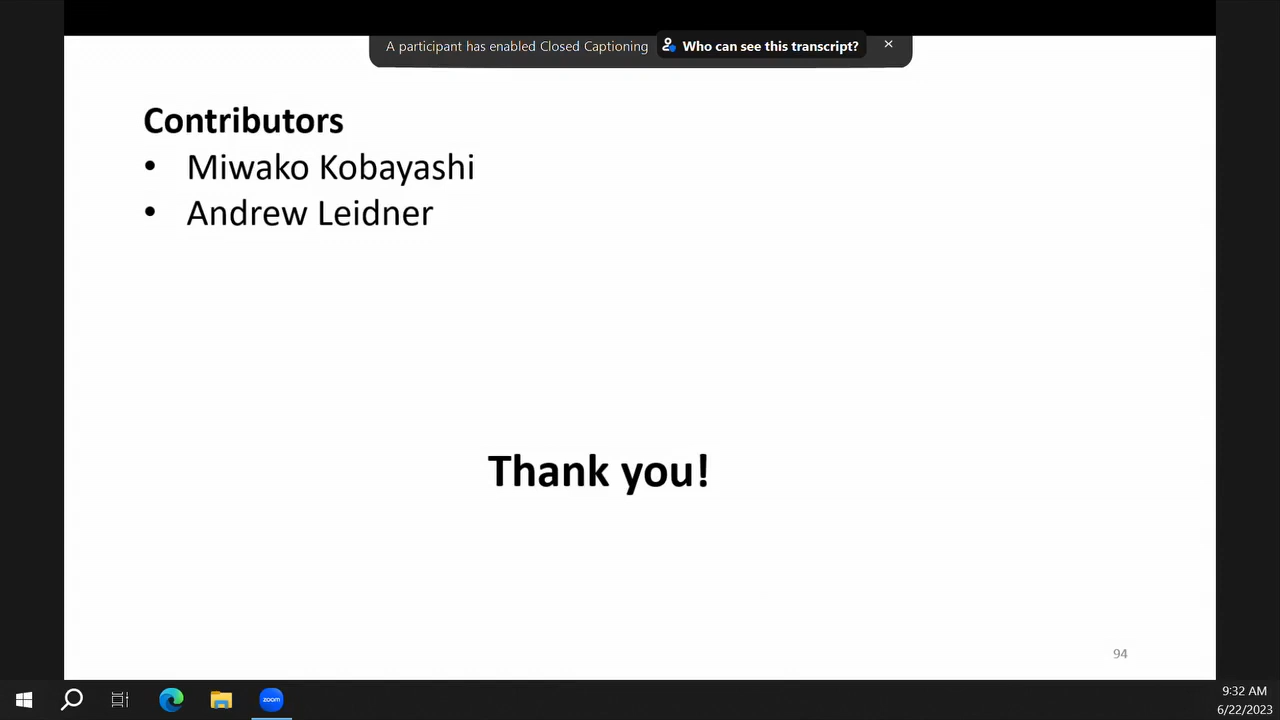 A participant has enabled Closed Captioning Who can see this transcript?
Contributors
• Miwako Kobayashi
• Andrew Leidner
Thank you!
94
zoom
9:32 AM
6/22/2023